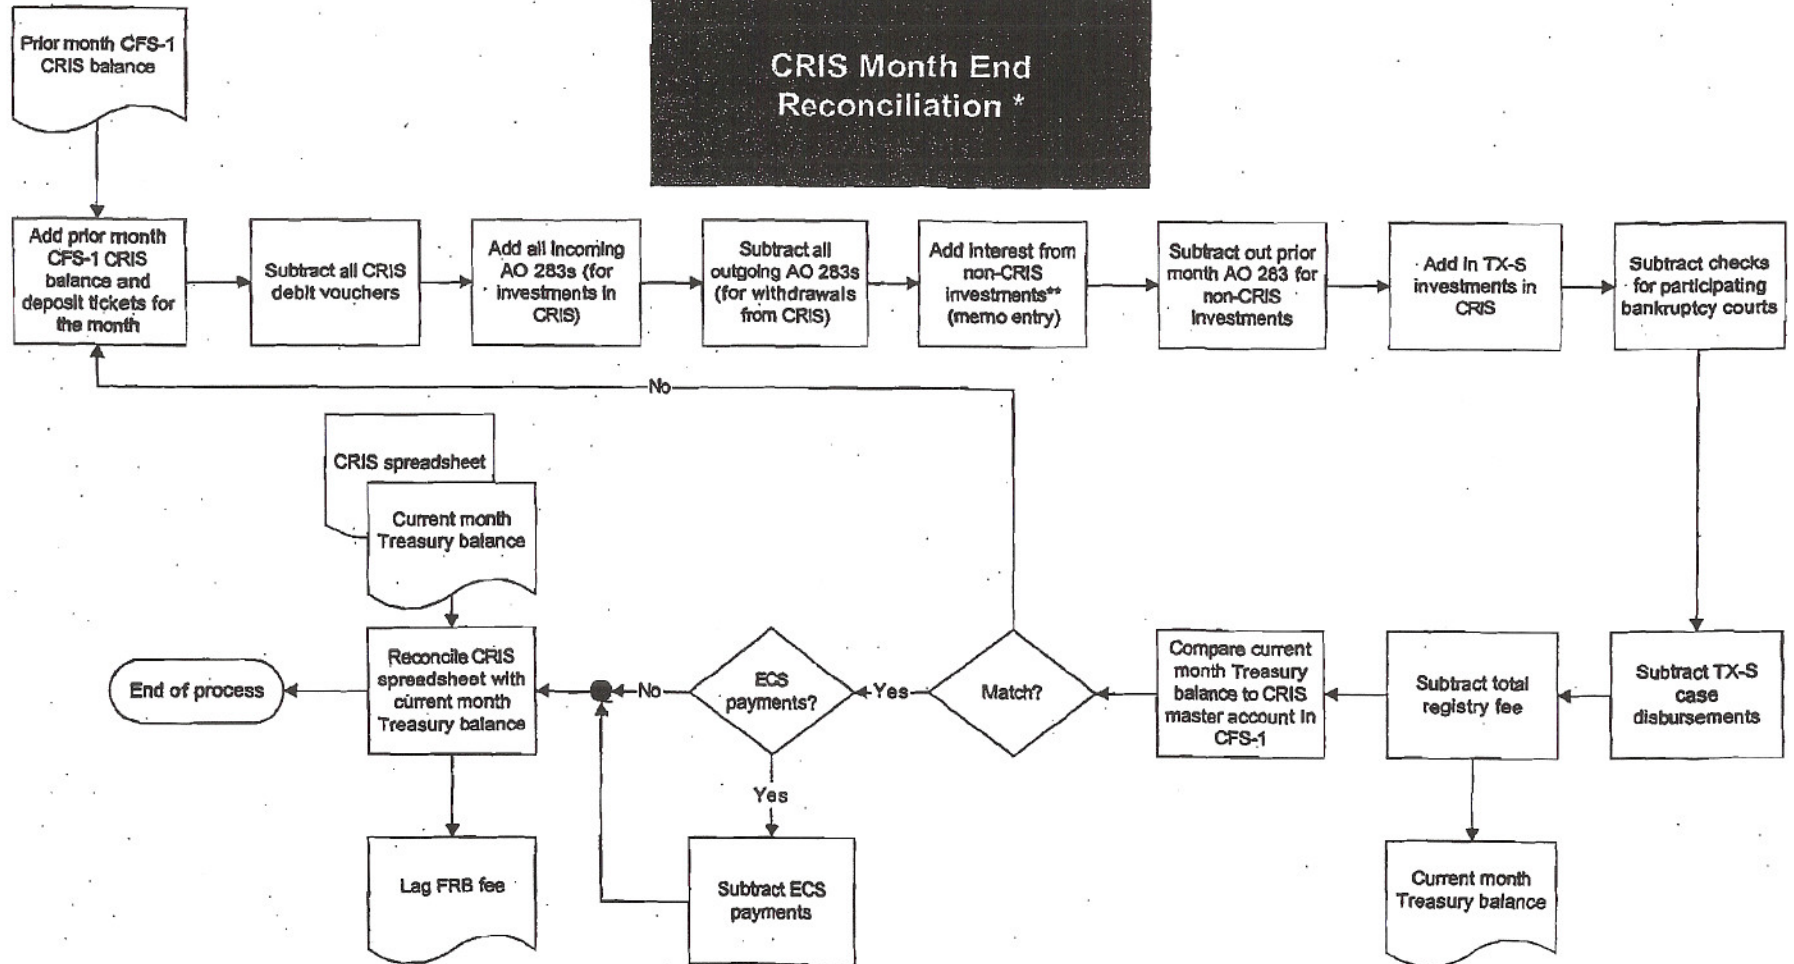 Prior month CFS-1
CRIS balance
CRIS Month End
Reconciliation *
Add prior month
CFS-1 CRIS
balance and
deposit tickets for
the month
Subtract all CRIS
debit vouchers
Add all incoming
AO 283s (for
investments in
CRIS)
Subtract all
outgoing AO 283s
(for withdrawals
from CRIS)
Add interest from
non-CRIS
investments**
(memo entry)
Subtract out prior
month AO 283 for
non-CRIS
investments
Add in TX-S
investments in
CRIS
Subtract checks
for participating
bankruptcy courts
No
CRIS spreadsheet
Current month
Treasury balance
End of process
Reconcile CRIS
spreadsheet with
current month
Treasury balance
No
ECS
payments?
Yes
Match?
Compare current
month Treasury
balance to CRIS
master account in
CFS-1
Subtract total
registry fee
Subtract TX-S
case
disbursements
Yes
Lag FRB fee
Subtract ECS
payments
Current month
Treasury balance